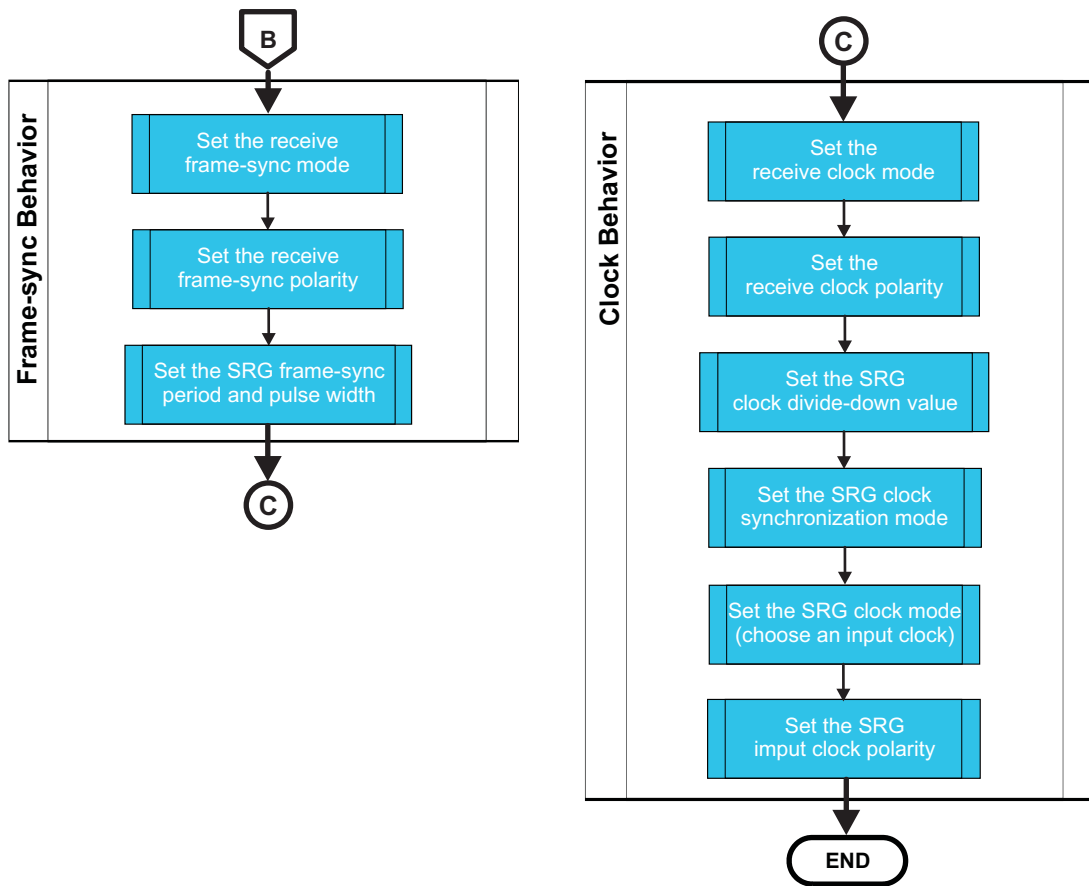 B
Frame-sync Behavior
Set the receive
frame-sync mode
Set the receive
frame-sync polarity
Set the SRG frame-sync
period and pulse width
C
C
Clock Behavior
Set the
receive clock mode
Set the
receive clock polarity
Set the SRG
clock divide-down value
Set the SRG clock
synchronization mode
Set the SRG clock mode
(choose an input clock)
Set the SRG
imput clock polarity
END